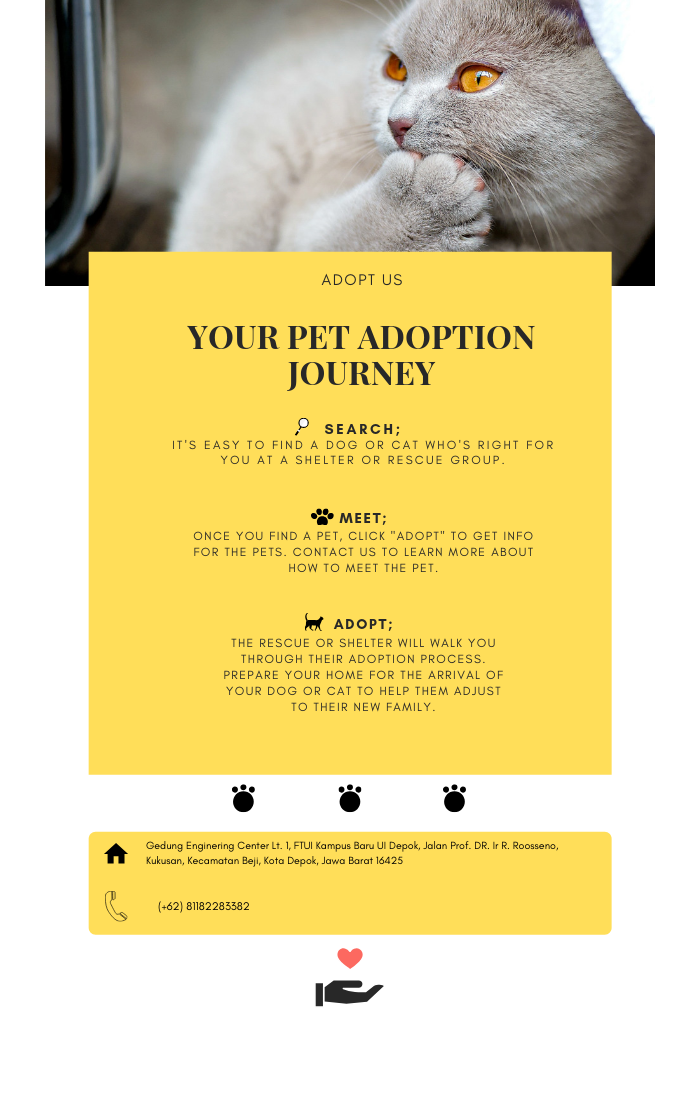 ADOPT US
YOUR PET ADOPTION
JOURNEY
SEARCH;
IT'S EASY TO FIND A DOG OR CAT WHO'S RIGHT FOR
YOU AT A SHELTER OR RESCUE GROUP.
MEET;
ONCE YOU FIND A PET, CLICK "ADOPT" TO GET INFO
FOR THE PETS. CONTACT US TO LEARN MORE ABOUT
HOW TO MEET THE PET.
ADOPT;
THE RESCUE OR SHELTER WILL WALK YOU
THROUGH THEIR ADOPTION PROCESS.
PREPARE YOUR HOME FOR THE ARRIVAL OF
YOUR DOG OR CAT TO HELP THEM ADJUST
TO THEIR NEW FAMILY.
Gedung Enginering Center Lt. 1, FTUI Kampus Baru UI Depok, Jalan Prof. DR. Ir R. Roosseno,
Kukusan, Kecamatan Beji, Kota Depok, Jawa Barat 16425
(+62) 81182283382